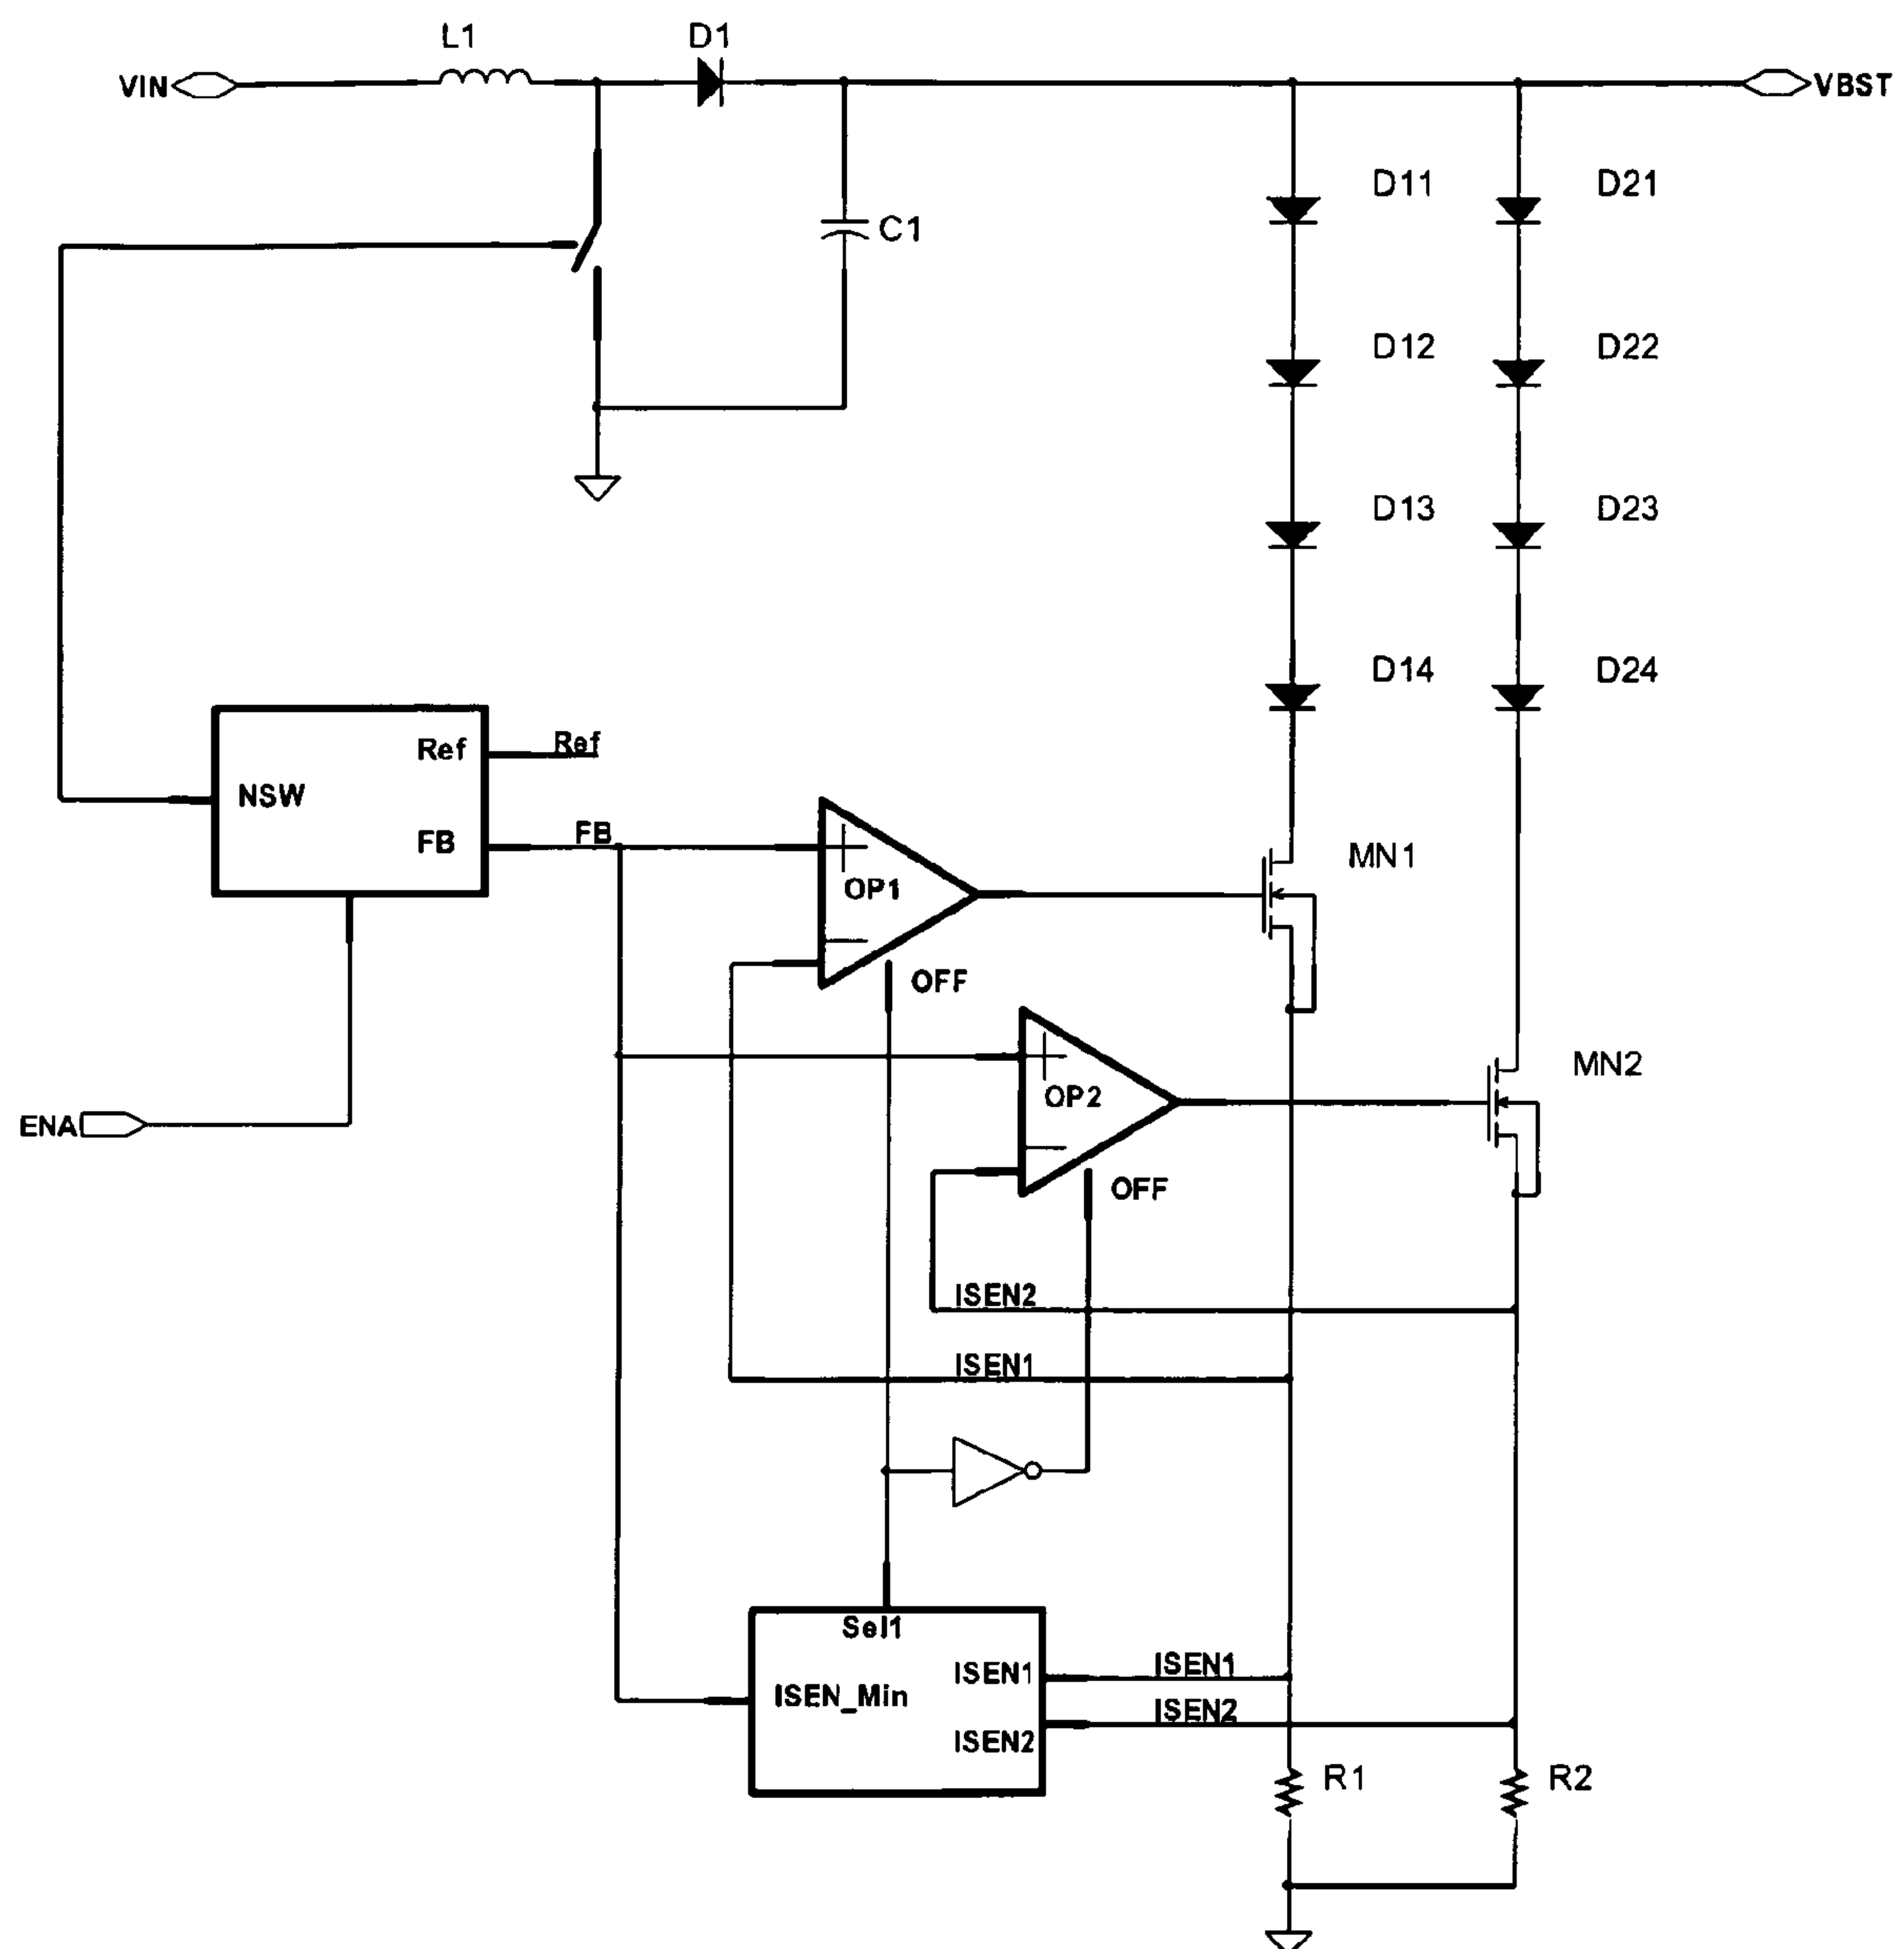 L1
D1
VIN
VBST
D11
D21
C1
D12
D22
D13
D23
D14
D24
Ref
Ref
NSW
FB
FB
OP1
MN1
OFF
OP2
MN2
ENA
OFF
ISEN2
ISEN1
Sel1
ISEN1
ISEN1
ISEN_Min
ISEN2
ISEN2
R1
R2